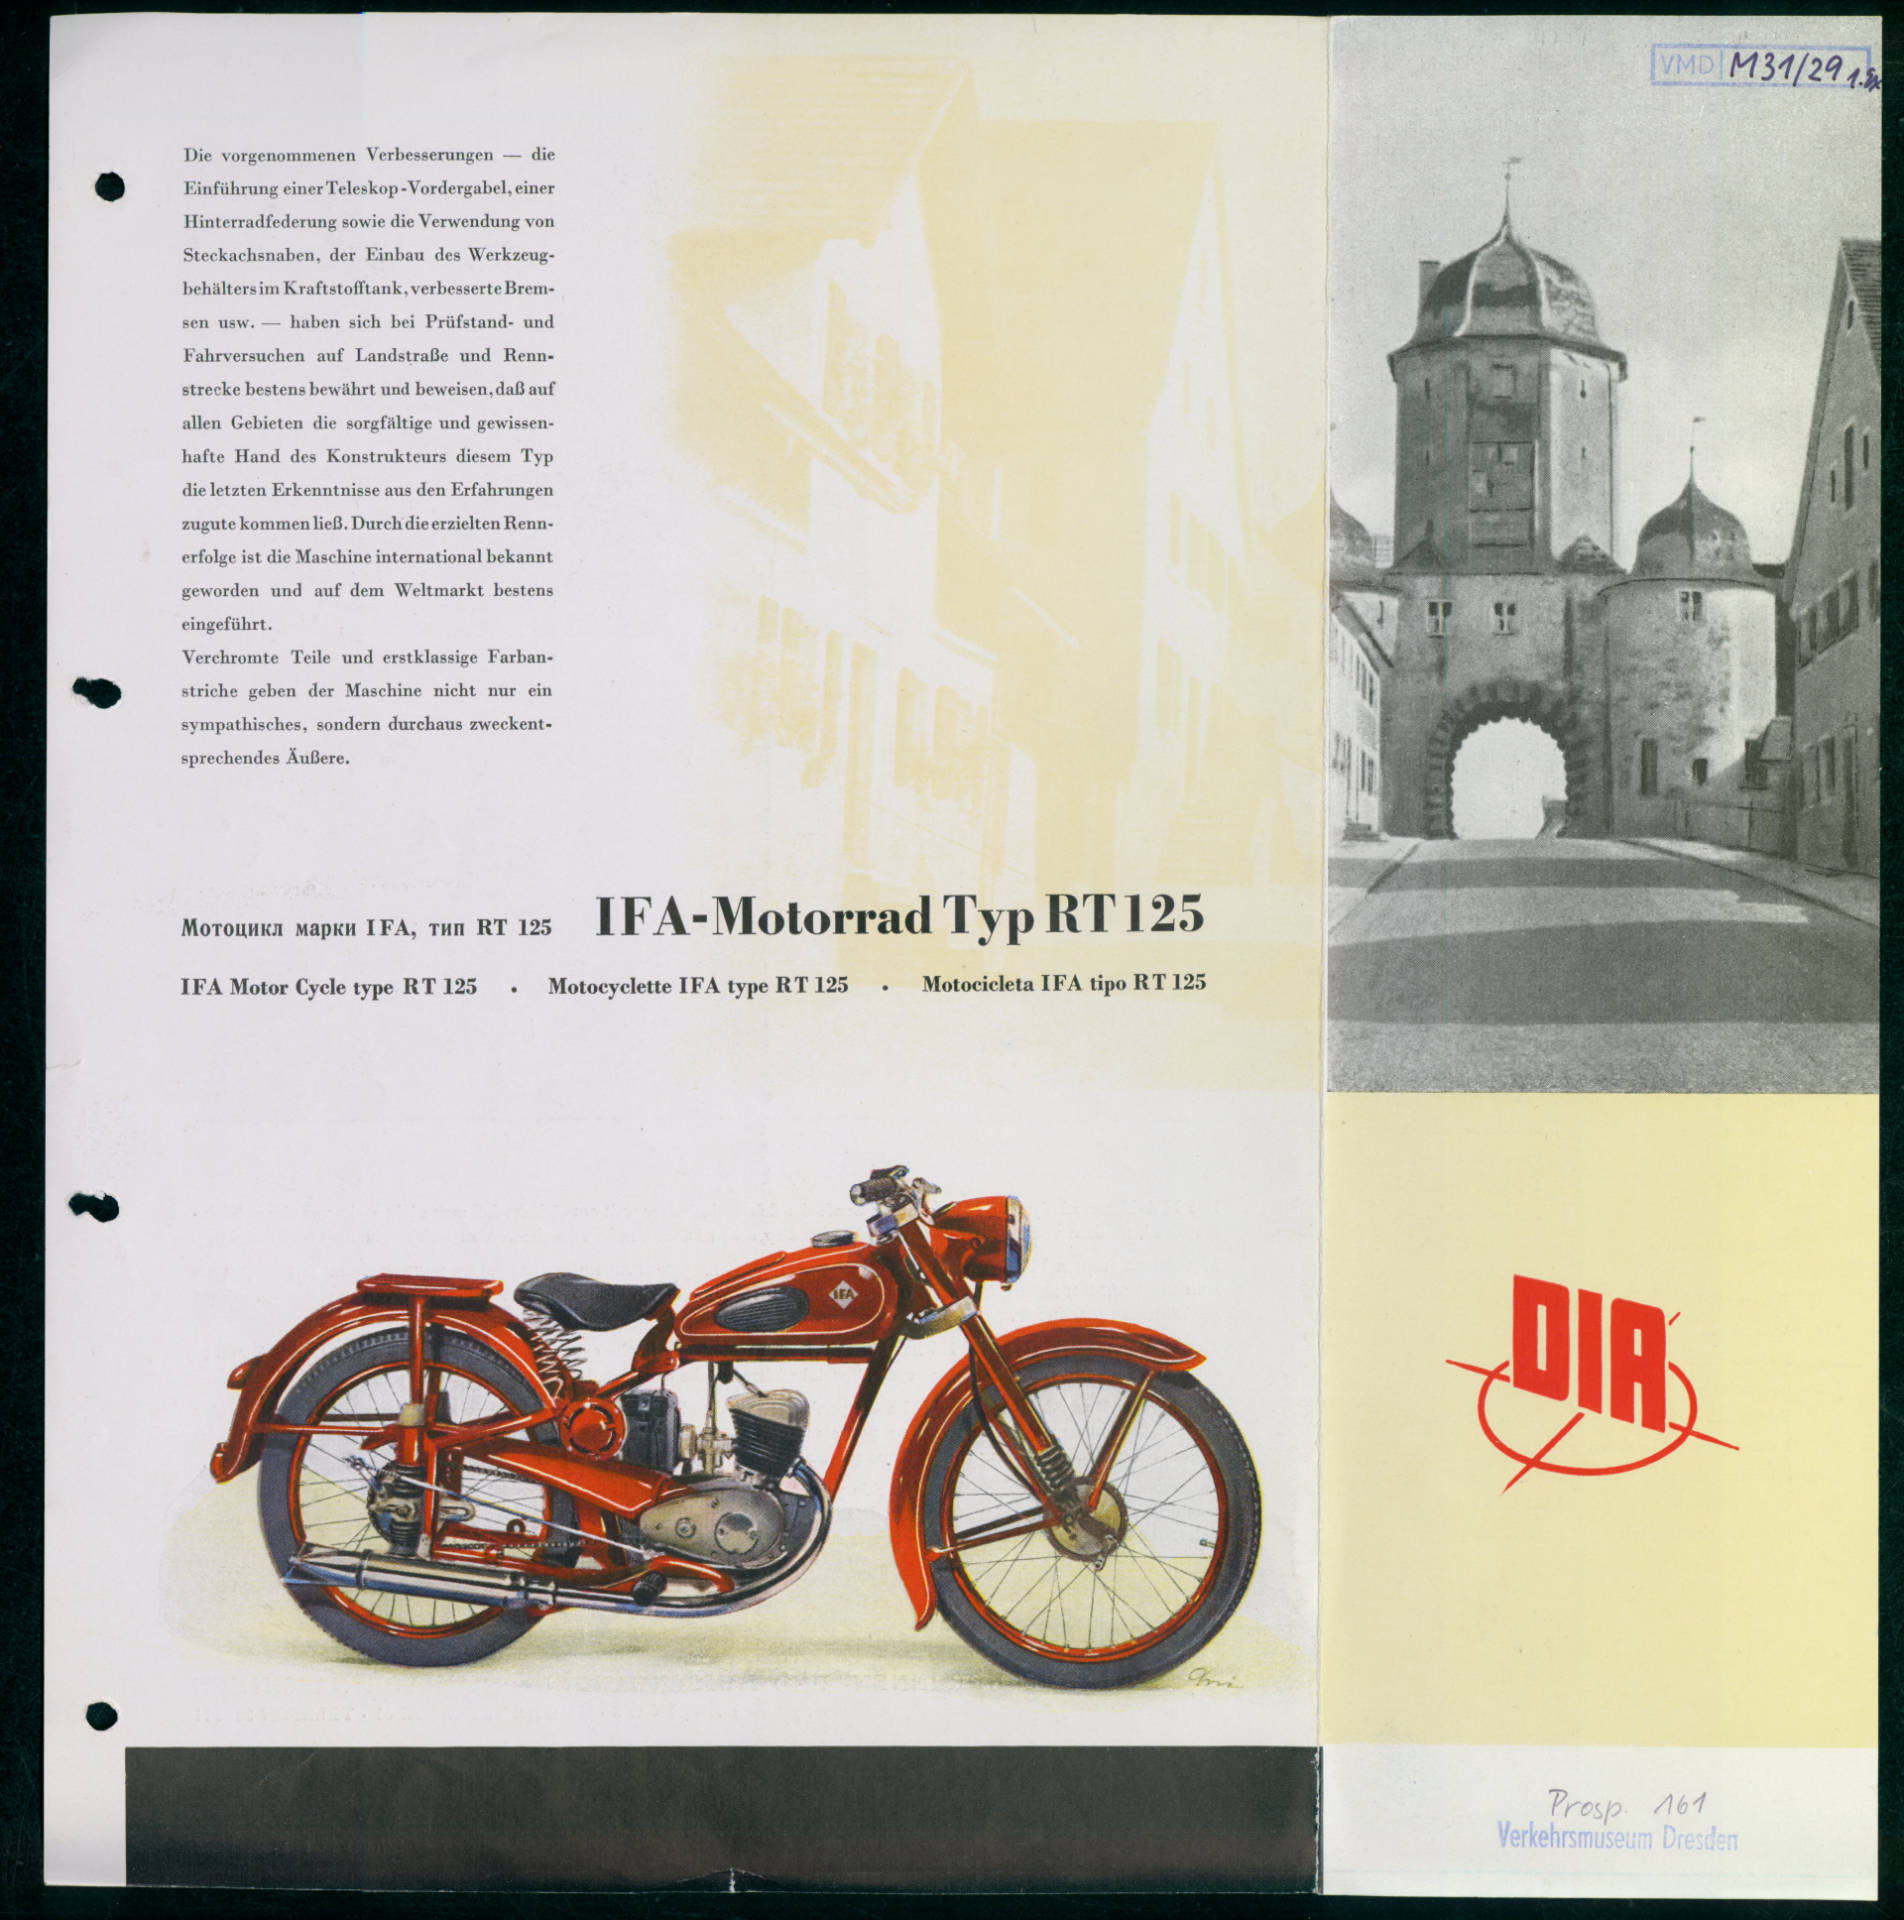 VMD M31/29 1. Ex
Die vorgenommenen Verbesserungen — die
Einführung einer Teleskop-Vordergabel, einer
Hinterradfederung sowie die Verwendung von
Steckachsnaben, der Einbau des Werkzeug-
behälters im Kraftstofftank, verbesserte Brem-
sen usw. — haben sich bei Prüfstand- und
Fahrversuchen auf Landstraße und Renn-
strecke bestens bewährt und beweisen, daß auf
allen Gebieten die sorgfältige und gewissen-
hafte Hand des Konstrukteurs diesem Typ
die letzten Erkenntnisse aus den Erfahrungen
zugute kommen ließ. Durch die erzielten Renn-
erfolge ist die Maschine international bekannt
geworden und auf dem Weltmarkt bestens
eingeführt.
Verchromte Teile und erstklassige Farban-
striche geben der Maschine nicht nur ein
sympathisches, sondern durchaus zweckent-
sprechendes Äußere.
Мотоцикл марки IFA, тип RT 125 IFA-Motorrad Typ RT 125
IFA Motor Cycle type RT 125 • Motocyclette IFA type RT 125 • Motocicleta IFA tipo RT 125
IFA
DIA
Prosp. 161
Verkehrsmuseum Dresden